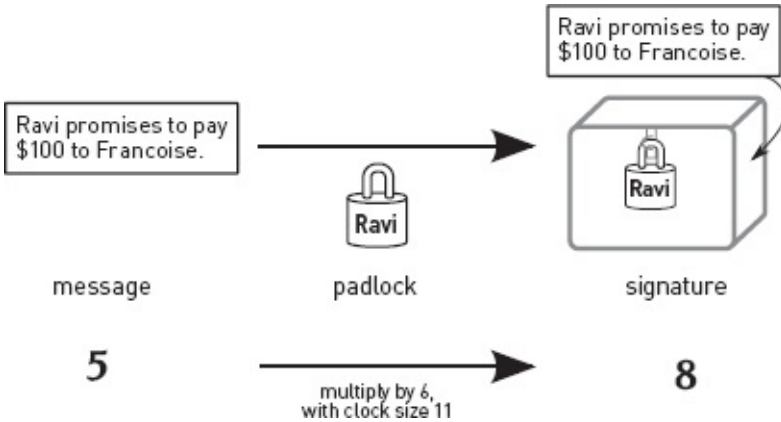 Ravi promises to pay
$100 to Francoise.
Ravi promises to pay
$100 to Francoise.
Ravi
Ravi
message
padlock
signature
5
8
multiply by 6,
with clock size 11